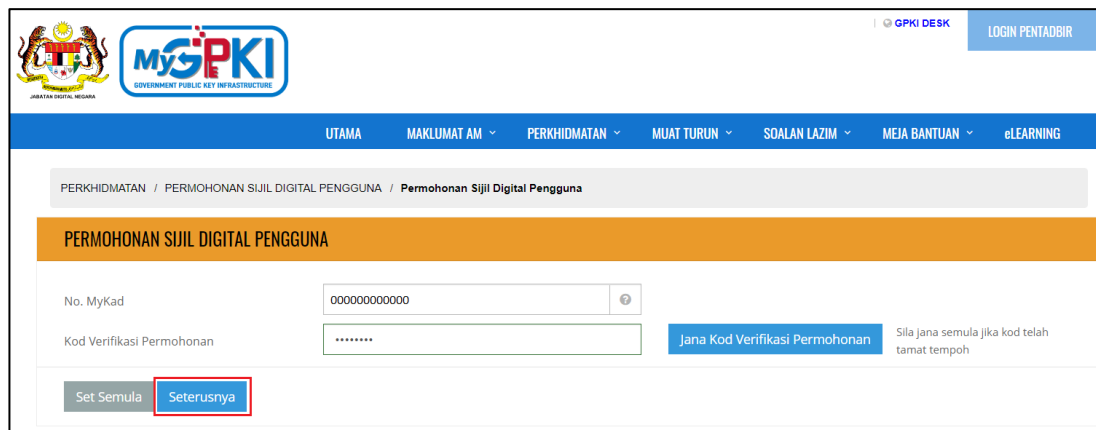 GPKI DESK
LOGIN PENTADBIR
JABATAN DIGITAL NEGARA
MyGPKI
GOVERNMENT PUBLIC KEY INFRASTRUCTURE
UTAMA MAKLUMAT AM PERKHIDMATAN MUAT TURUN SOALAN LAZIM MEJA BANTUAN eLEARNING
PERKHIDMATAN / PERMOHONAN SIJIL DIGITAL PENGGUNA / Permohonan Sijil Digital Pengguna
PERMOHONAN SIJIL DIGITAL PENGGUNA
No. MyKad 000000000000
Kod Verifikasi Permohonan •••••••• Jana Kod Verifikasi Permohonan Sila jana semula jika kod telah
tamat tempoh
Set Semula Seterusnya